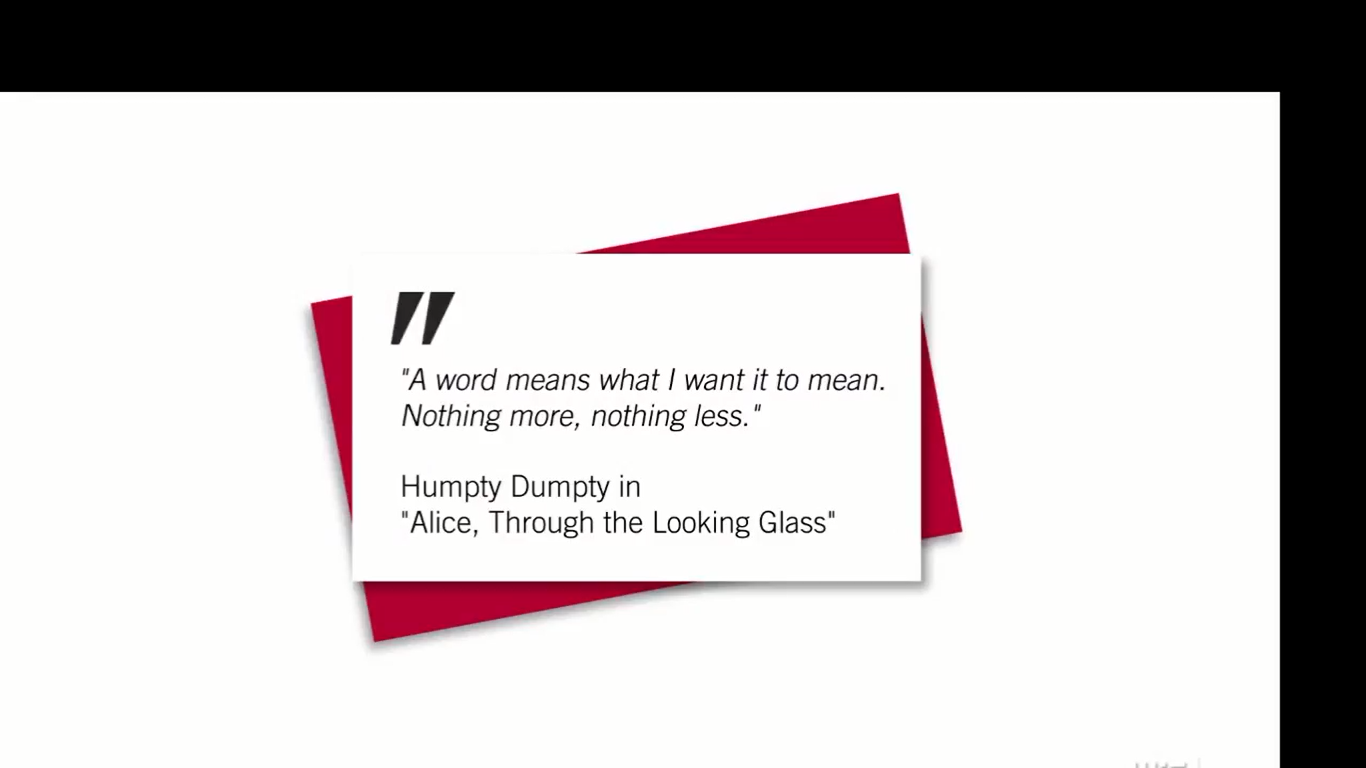 "A word means what I want it to mean.
Nothing more, nothing less."
Humpty Dumpty in
"Alice, Through the Looking Glass"